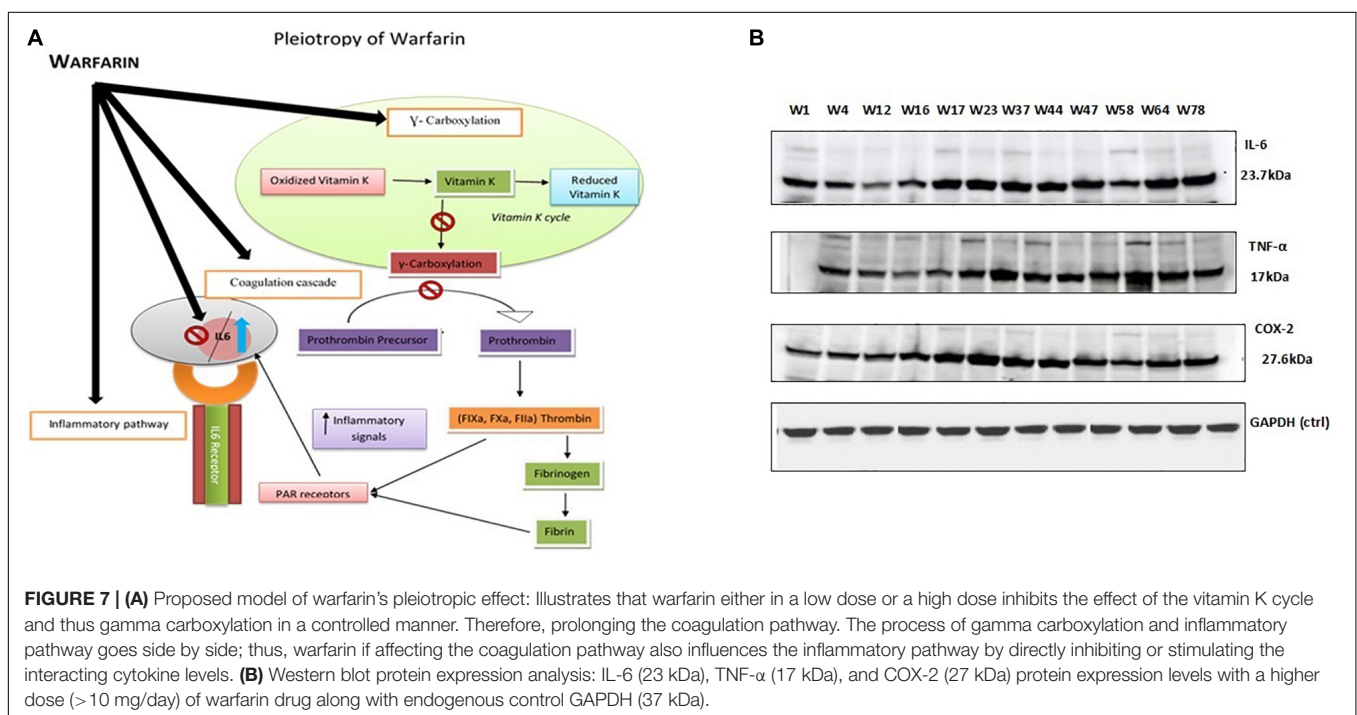 A
Pleiotropy of Warfarin
WARFARIN
Ɣ- Carboxylation
Oxidized Vitamin K
Vitamin K
Reduced
Vitamin K
Vitamin K cycle
γ-Carboxylation
Coagulation cascade
IL6
Prothrombin Precursor
Prothrombin
Inflammatory pathway
IL6 Receptor
Inflammatory
signals
(FIXa, FXa, FIIa) Thrombin
Fibrinogen
PAR receptors
Fibrin
B
W1 W4 W12 W16 W17 W23 W37 W44 W47 W58 W64 W78
IL-6
23.7kDa
TNF-α
17kDa
COX-2
27.6kDa
GAPDH (ctrl)
FIGURE 7 | (A) Proposed model of warfarin's pleiotropic effect: Illustrates that warfarin either in a low dose or a high dose inhibits the effect of the vitamin K cycle
and thus gamma carboxylation in a controlled manner. Therefore, prolonging the coagulation pathway. The process of gamma carboxylation and inflammatory
pathway goes side by side; thus, warfarin if affecting the coagulation pathway also influences the inflammatory pathway by directly inhibiting or stimulating the
interacting cytokine levels. (B) Western blot protein expression analysis: IL-6 (23 kDa), TNF-α (17 kDa), and COX-2 (27 kDa) protein expression levels with a higher
dose (>10 mg/day) of warfarin drug along with endogenous control GAPDH (37 kDa).